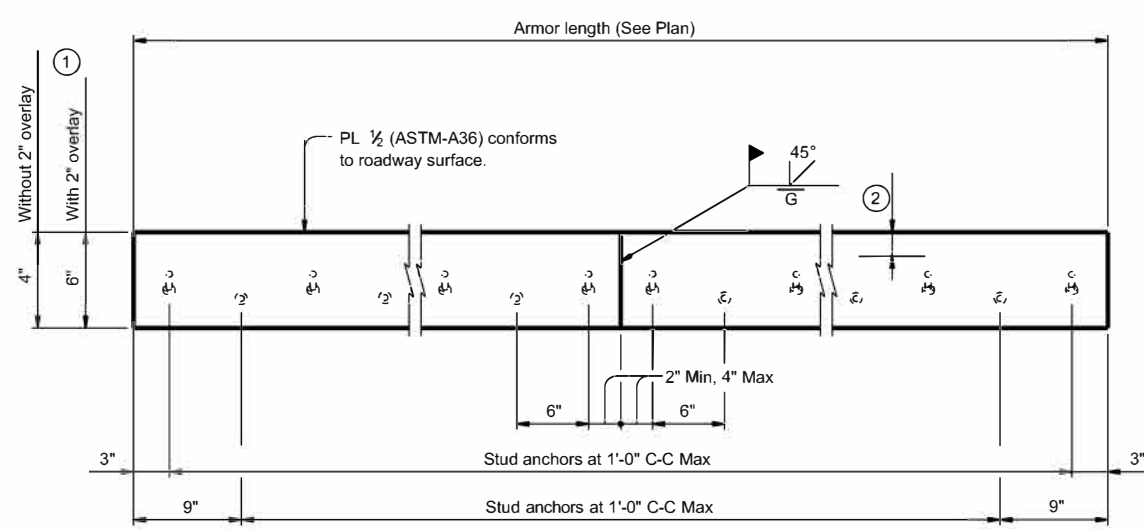 Armor length (See Plan)
1
Without 2" overlay
With 2" overlay
PL ½ (ASTM-A36) conforms
to roadway surface.
45°
G
2
4"
6"
2" Min, 4" Max
6"
6"
3"
Stud anchors at 1'-0" C-C Max
3"
9"
Stud anchors at 1'-0" C-C Max
9"